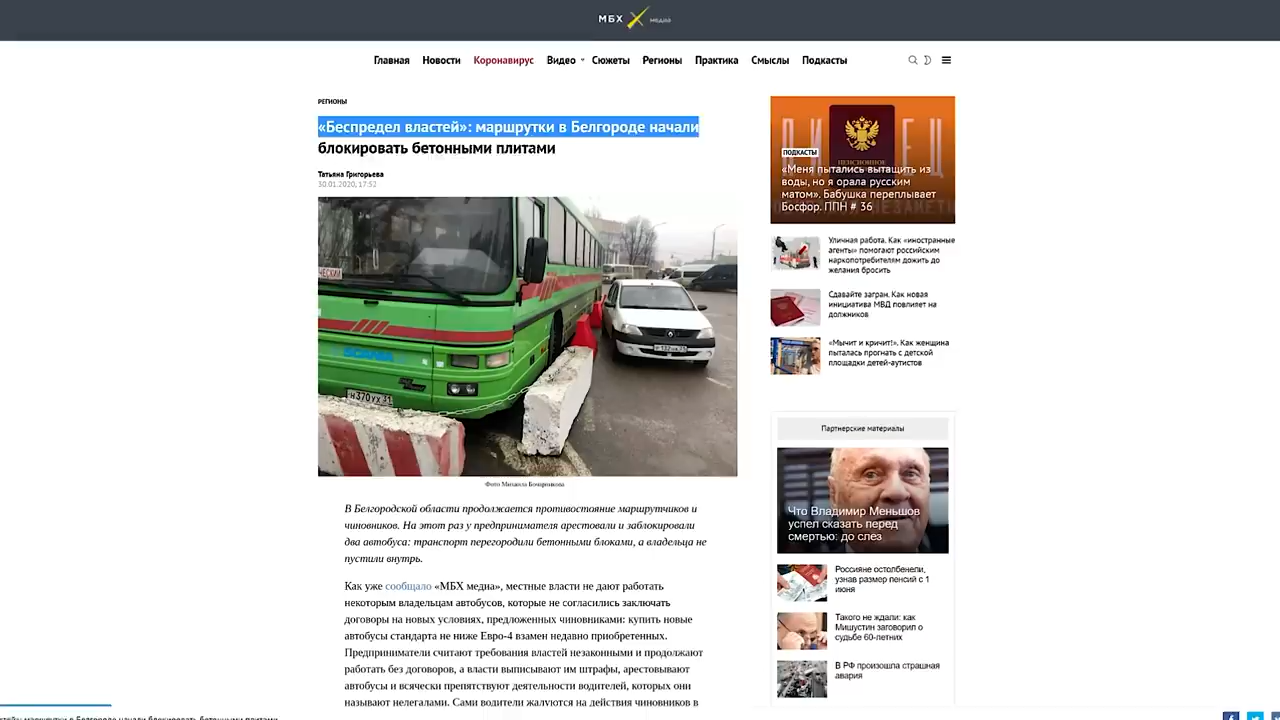 МБХ медиа
Главная Новости Коронавирус Видео Сюжеты Регионы Практика Смыслы Подкасты
РЕГИОНЫ
«Беспредел властей»: маршрутки в Белгороде начали
блокировать бетонными плитами
Татьяна Григорьева
30.01.2020, 17:52
SCANIA
Н370УХ 31
Фото Михаила Бочарникова
В Белгородской области продолжается противостояние маршрутчиков и
чиновников. На этот раз у предпринимателя арестовали и заблокировали
два автобуса: транспорт перегородили бетонными блоками, а владельца не
пустили внутрь.
Как уже сообщало «МБХ медиа», местные власти не дают работать
некоторым владельцам автобусов, которые не согласились заключать
договоры на новых условиях, предложенных чиновниками: купить новые
автобусы стандарта не ниже Евро-4 взамен недавно приобретенных.
Предприниматели считают требования властей незаконными и продолжают
работать без договоров, а власти выписывают им штрафы, арестовывают
автобусы и всячески препятствуют деятельности водителей, которых они
называют нелегалами. Сами водители жалуются на действия чиновников в
ПОДКАСТЫ
«Меня пытались вытащить из
воды, но я орала русским
матом». Бабушка переплывает
Босфор. ППН # 36
Уличная работа. Как «иностранные
агенты» помогают российским
наркопотребителям дожить до
желания бросить
Сдавайте загран. Как новая
инициатива МВД повлияет на
должников
«Мычит и кричит!». Как женщина
пыталась прогнать с детской
площадки детей-аутистов
Партнерские материалы
Что Владимир Меньшов
успел сказать перед
смертью: до слёз
Россияне остолбенели,
узнав размер пенсий с 1
июня
Такого не ждали: как
Мишустин заговорил о
судьбе 60-летних
В РФ произошла страшная
авария